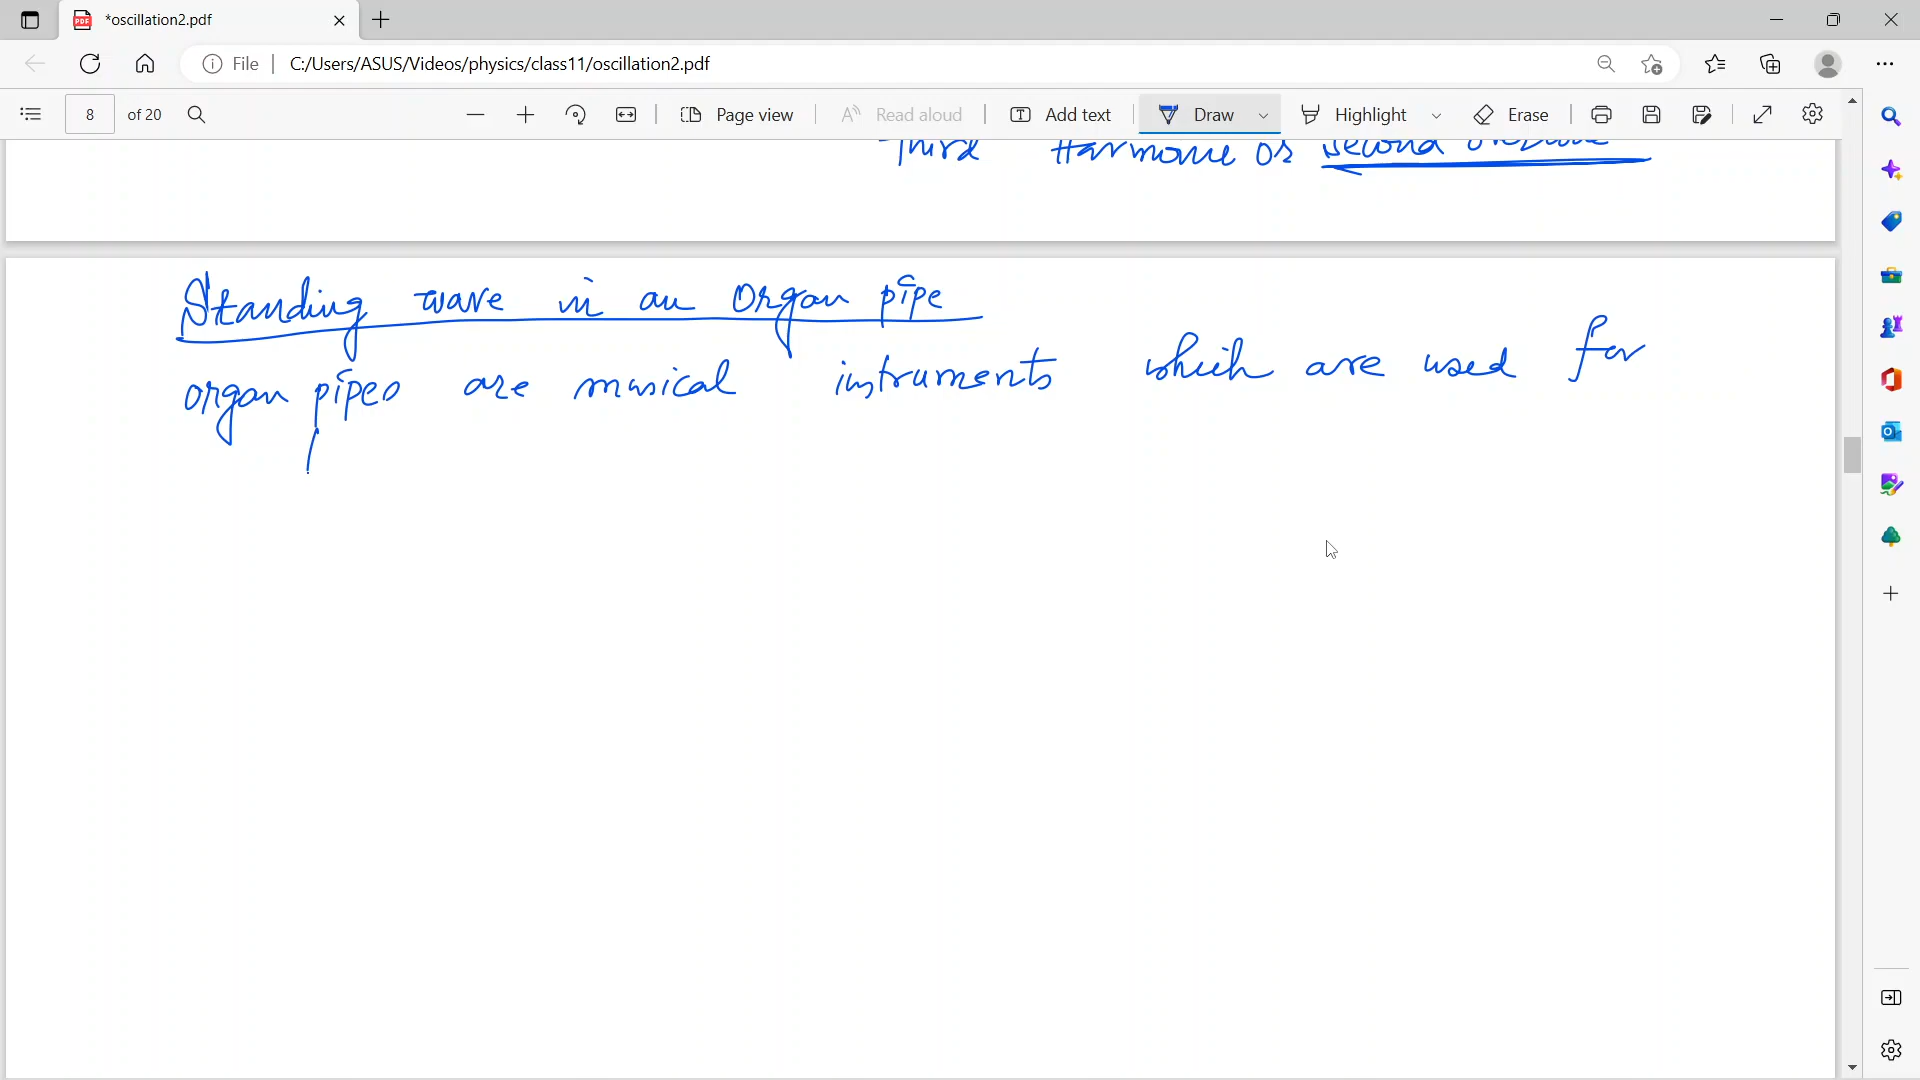 *oscillation2.pdf
File C:/Users/ASUS/Videos/physics/class11/oscillation2.pdf
8 of 20 Page view Read aloud Add text Draw Highlight Erase
Third Harmonic or second overtone
Standing wave in an organ pipe
organ pipes are musical instruments which are used for